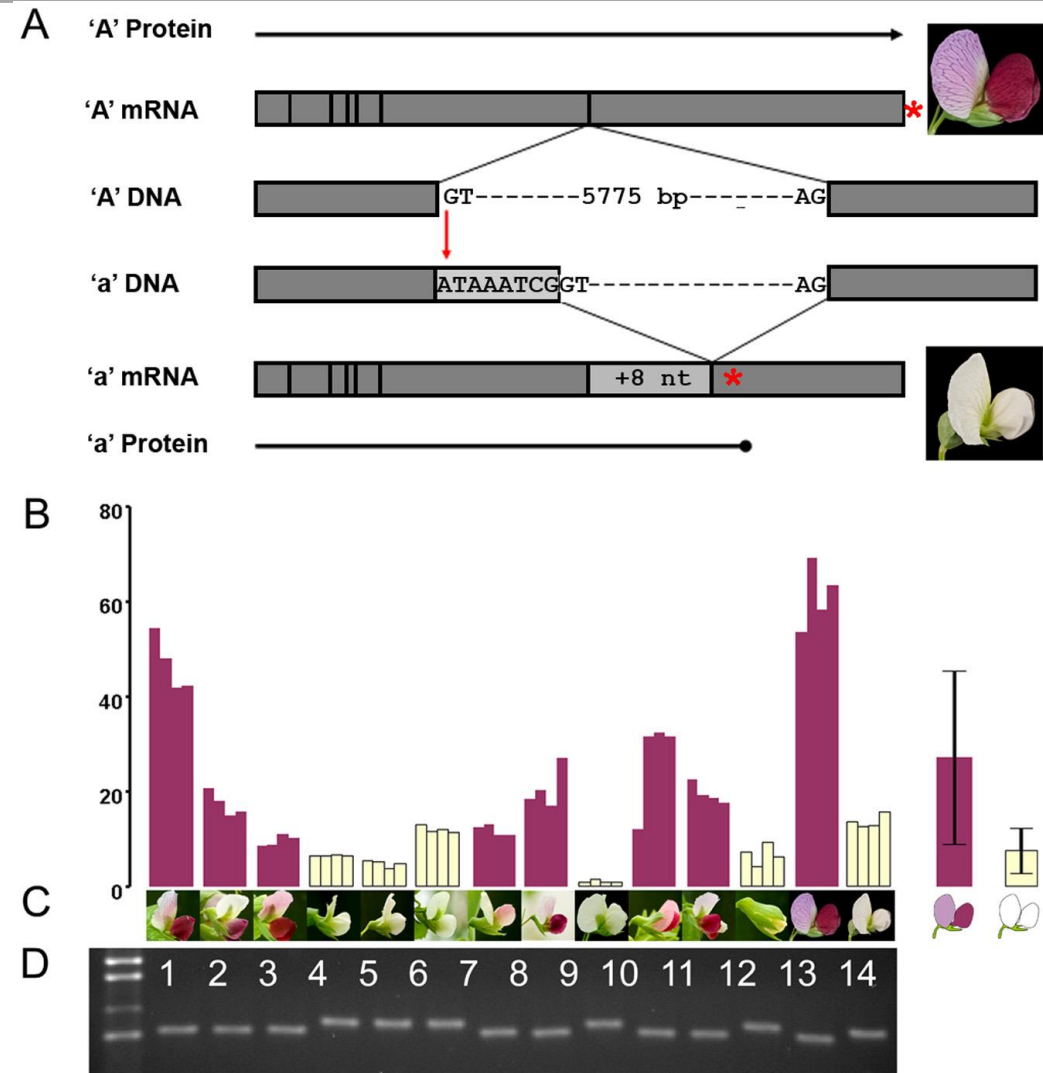 A
‘A’ Protein
‘A’ mRNA
*
‘A’ DNA
GT-------5775 bp-------AG
‘a’ DNA
ATAAATCGGT--------------AG
‘a’ mRNA
+8 nt
*
‘a’ Protein
B
80
60
40
20
0
C
D
1 2 3 4 5 6 7 8 9 10 11 12 13 14